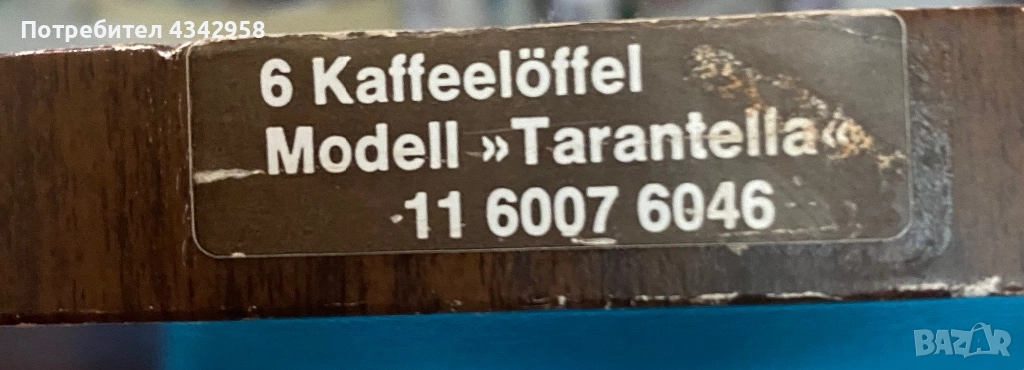 Потребител 4342958
6 Kaffeelöffel
Modell »Tarantella«
11 6007 6046
BAZAR